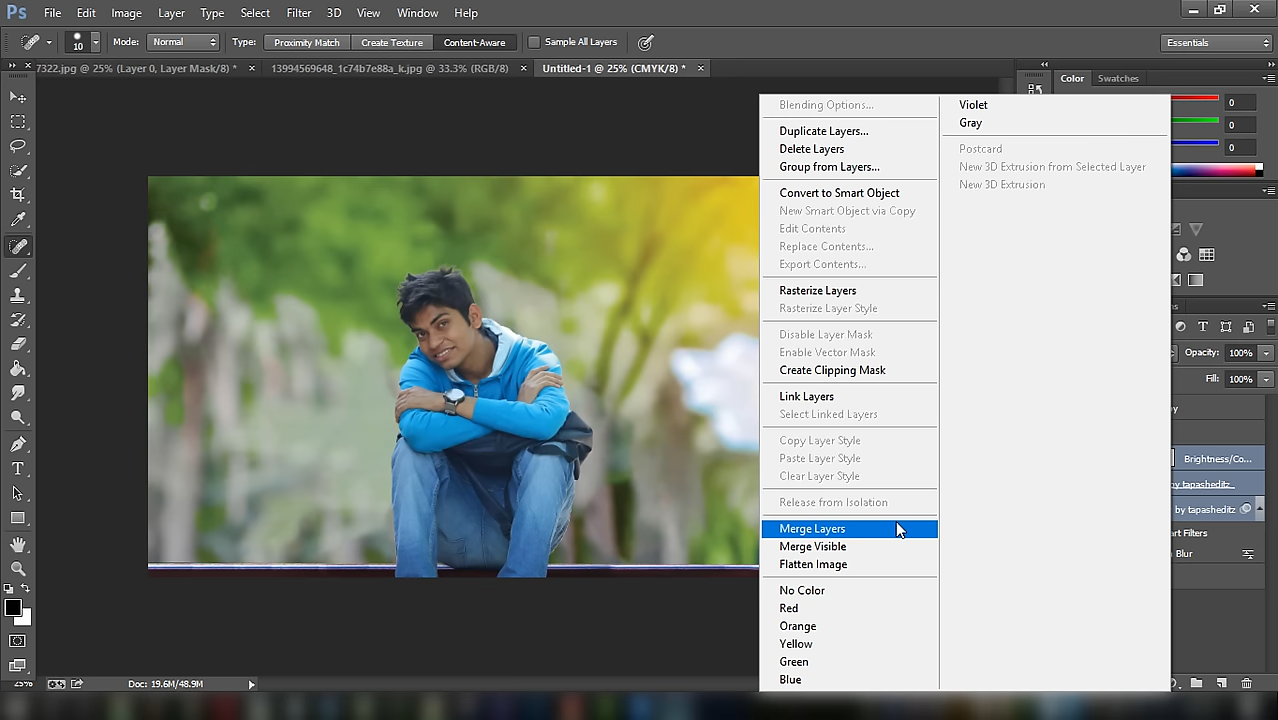 Ps File Edit Image Layer Type Select Filter 3D View Window Help
10 Mode: Normal Type: Proximity Match Create Texture Content-Aware Sample All Layers Essentials
7322.jpg @ 25% (Layer 0, Layer Mask/8) * × 13994569648_1c74b7e88a_k.jpg @ 33.3% (RGB/8) × Untitled-1 @ 25% (CMYK/8) * ×
Color Swatches
0
0
0
Opacity: 100%
Fill: 100%
Brightness/Co...
by tapasheditz
by tapasheditz
Blur
Blending Options...
Duplicate Layers...
Delete Layers
Group from Layers...
Convert to Smart Object
New Smart Object via Copy
Edit Contents
Replace Contents...
Export Contents...
Rasterize Layers
Rasterize Layer Style
Disable Layer Mask
Enable Vector Mask
Create Clipping Mask
Link Layers
Select Linked Layers
Copy Layer Style
Paste Layer Style
Clear Layer Style
Release from Isolation
Merge Layers
Merge Visible
Flatten Image
No Color
Red
Orange
Yellow
Green
Blue
Violet
Gray
Postcard
New 3D Extrusion from Selected Layer
New 3D Extrusion
25% Doc: 19.6M/48.9M